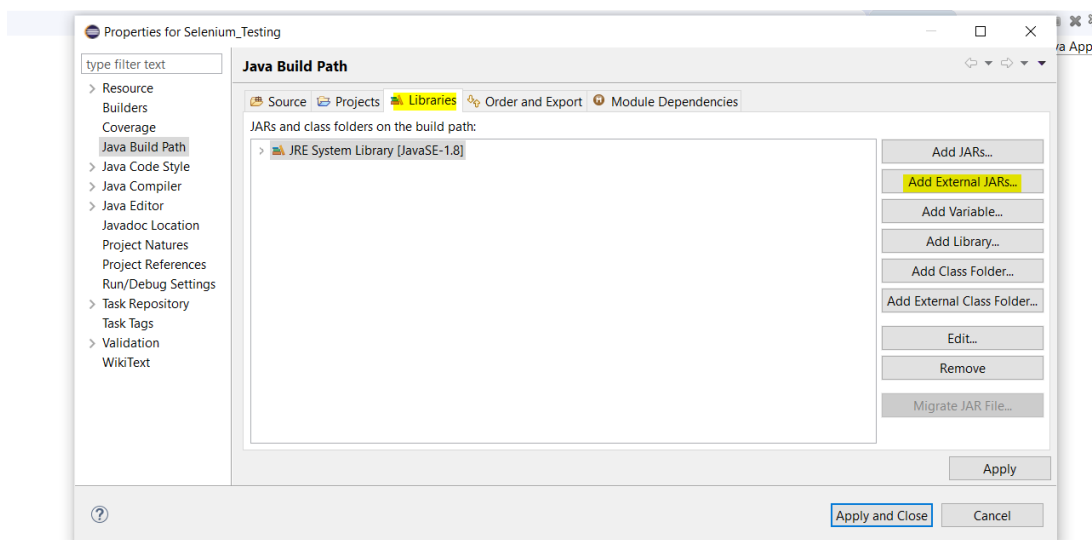 Properties for Selenium_Testing
va App
type filter text
Java Build Path
Resource
Builders
Coverage
Java Build Path
Java Code Style
Java Compiler
Java Editor
Javadoc Location
Project Natures
Project References
Run/Debug Settings
Task Repository
Task Tags
Validation
WikiText
Source Projects Libraries Order and Export Module Dependencies
JARs and class folders on the build path:
JRE System Library [JavaSE-1.8]
Add JARs...
Add External JARs...
Add Variable...
Add Library...
Add Class Folder...
Add External Class Folder...
Edit...
Remove
Migrate JAR File...
Apply
? Apply and Close Cancel